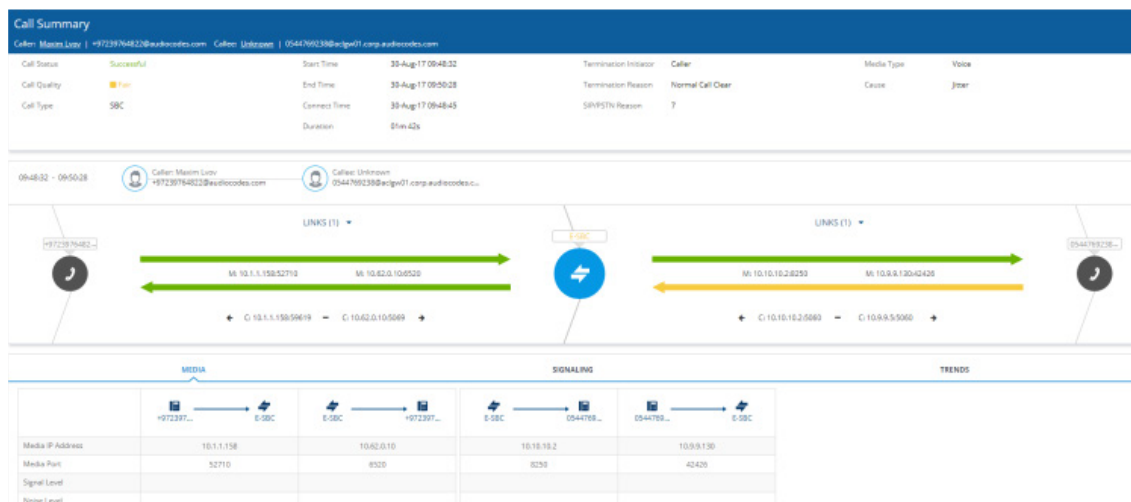 Call Summary
Caller: Maxim Lvov | +97239764822@audiocodes.com Callee: Unknown | 0544769238@aclgw01.corp.audiocodes.com
Call Status Successful Start Time 30-Aug-17 09:48:32 Termination Initiator Caller Media Type Voice
Call Quality Fair End Time 30-Aug-17 09:50:28 Termination Reason Normal Call Clear Cause Jitter
Call Type SBC Connect Time 30-Aug-17 09:48:45 SIP/PSTN Reason ?
Duration 01m:42s
09:48:32 - 09:50:28 Caller: Maxim Lvov Callee: Unknown
+97239764822@audiocodes.com 0544769238@aclgw01.corp.audiocodes.c...
LINKS (1) LINKS (1)
+9723976482... E-SBC 0544769238...
M: 10.1.1.158:52710 M: 10.62.0.10:6520 M: 10.10.10.2:8250 M: 10.9.9.130:42426
C: 10.1.1.158:59619 – C: 10.62.0.10:5069 C: 10.10.10.2:5060 – C: 10.9.9.5:5060
MEDIA SIGNALING TRENDS
+972397... E-SBC E-SBC +972397... E-SBC 0544769... 0544769... E-SBC
Media IP Address 10.1.1.158 10.62.0.10 10.10.10.2 10.9.9.130
Media Port 52710 6520 8250 42426
Signal Level
Noise Level